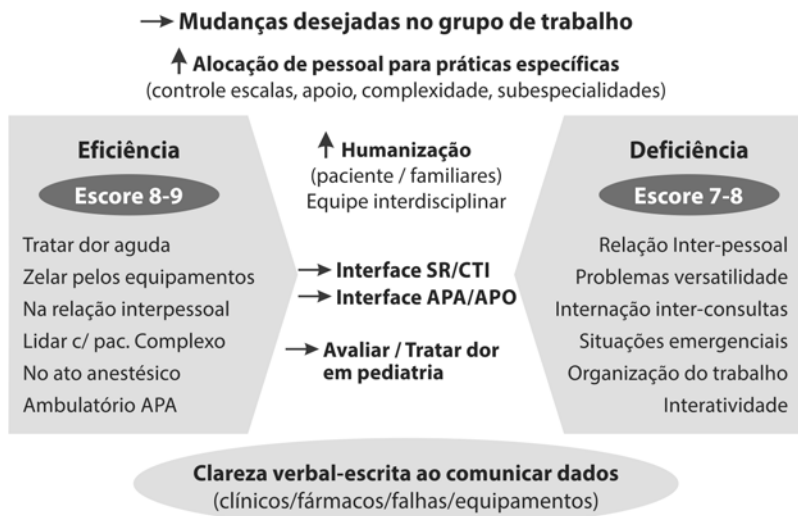 → Mudanças desejadas no grupo de trabalho
↑ Alocação de pessoal para práticas específicas
(controle escalas, apoio, complexidade, subespecialidades)
Eficiência
Escore 8-9
Tratar dor aguda
Zelar pelos equipamentos
Na relação interpessoal
Lidar c/ pac. Complexo
No ato anestésico
Ambulatório APA
↑ Humanização
(paciente / familiares)
Equipe interdisciplinar
→ Interface SR/CTI
→ Interface APA/APO
→ Avaliar / Tratar dor
em pediatria
Deficiência
Escore 7-8
Relação Inter-pessoal
Problemas versatilidade
Internação inter-consultas
Situações emergenciais
Organização do trabalho
Interatividade
Clareza verbal-escrita ao comunicar dados
(clínicos/fármacos/falhas/equipamentos)